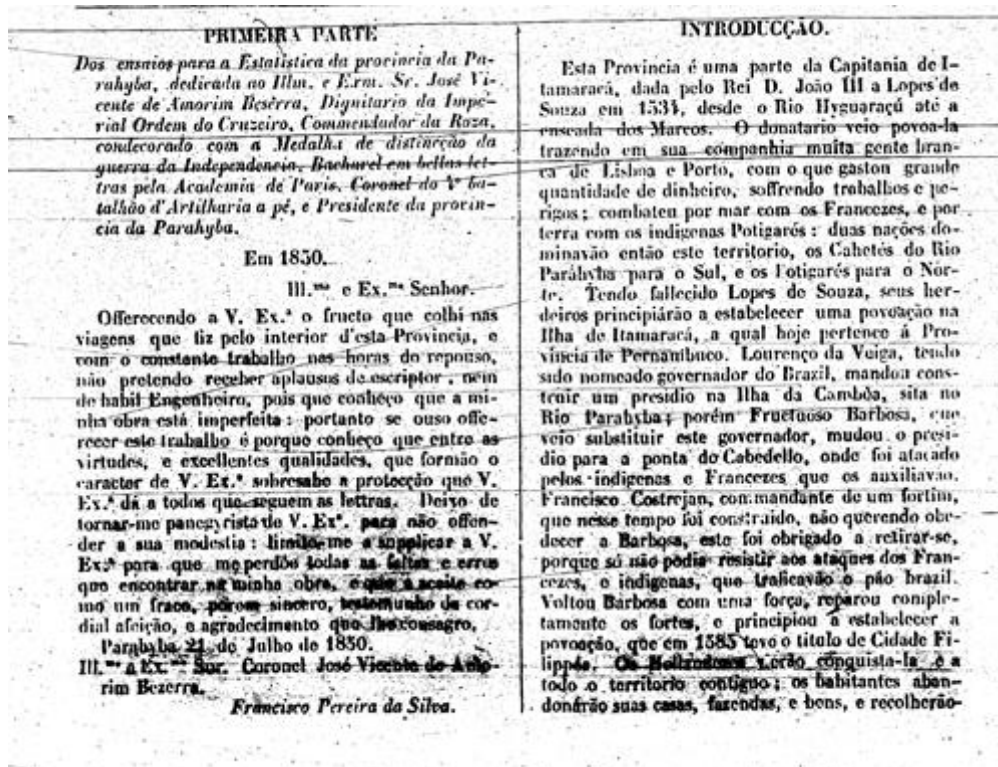 PRIMEIRA PARTE
Dos ensaios para a Estatistica da provincia da Pa-
rahyba, dedicada ao Illm. e Exm. Sr. José Vi-
cente de Amorim Beserra, Dignitario da Impe-
rial Ordem do Cruzeiro, Commendador da Roza,
condecorado com a Medalha de distincção da
guerra da Independencia, Bacharel em bellas let-
tras pela Academia de Paris, Coronel do 4º ba-
talhão d'Artilharia a pé, e Presidente da provin-
cia da Parahyba.
Em 1850.
Ill.mo e Ex.mo Senhor.
Offerecendo a V. Ex.ª o fructo que colhi nas
viagens que fiz pelo interior d'esta Provincia, e
com o constante trabalho nas horas do repouso,
não pretendo receber aplausos de escriptor, nem
de habil Engenheiro, pois que conheço que a mi-
nha obra está imperfeita: portanto se ouso offe-
recer este trabalho é porque conheço que entre as
virtudes, e excellentes qualidades, que formão o
caracter de V. Ex.ª sobresahe a protecção que V.
Ex.ª dá a todos que seguem as lettras. Deixo de
tornar-me panegyrista de V. Exª. para não offen-
der a sua modestia: limito-me a supplicar a V.
Ex.ª para que me perdôe todas as faltas e erros
que encontrar na minha obra, e que a aceite co-
mo um fraco, porem sincero, testemunho de cor-
dial afeição, e agradecimento que lhe consagro,
Parahyba 21 de Julho de 1850.
Ill.mo e Ex.mo Snr. Coronel José Vicente de Amo-
rim Bezerra.
Francisco Pereira da Silva.
INTRODUCÇÃO.
Esta Provincia é uma parte da Capitania de I-
tamaracá, dada pelo Rei D. João III a Lopes de
Souza em 1534, desde o Rio Hyguaraçú até a
enseada dos Marcos. O donatario veio povoa-la
trazendo em sua companhia muita gente bran-
ca de Lisboa e Porto, com o que gastou grande
quantidade de dinheiro, soffrendo trabalhos e pe-
rigos; combateu por mar com os Francezes, e por
terra com os indigenas Potigarés: duas nações do-
minavão então este territorio, os Cahetés do Rio
Parahyba para o Sul, e os Potigarés para o Nor-
te. Tendo fallecido Lopes de Souza, seus her-
deiros principiárão a estabelecer uma povoação na
Ilha de Itamaracá, a qual hoje pertence á Pro-
vincia de Pernambuco. Lourenço da Veiga, tendo
sido nomeado governador do Brazil, mandou cons-
truir um presidio na Ilha da Cambôa, sita no
Rio Parahyba; porém Fructuoso Barbosa, que
veio substituir este governador, mudou o presi-
dio para a ponta do Cabedello, onde foi atacado
pelos indigenas e Francezes que os auxiliavão.
Francisco Costrejan, commandante de um fortim,
que nesse tempo foi construido, não querendo obe-
decer a Barbosa, este foi obrigado a retirar-se,
porque só não podia resistir aos ataques dos Fran-
cezes, e indigenas, que traficavão o páo brazil.
Voltou Barbosa com uma força, reparou comple-
tamente os fortes, e principiou a estabelecer a
povoação, que em 1585 teve o titulo de Cidade Fi-
lippéa. Os Hollandezes verão conquista-la e a
todo o territorio contiguo: os habitantes aban-
donárão suas casas, fazendas, e bens, e recolherão-